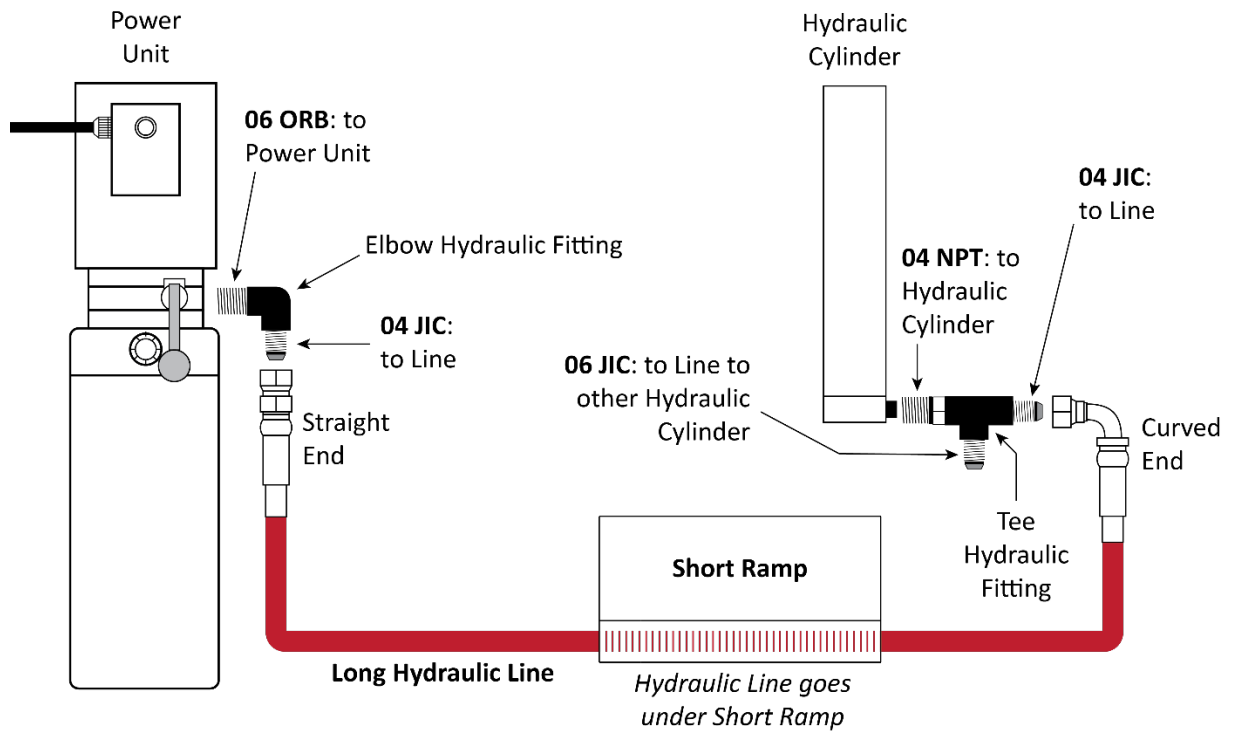 Power
Unit
Hydraulic
Cylinder
06 ORB: to
Power Unit
04 JIC:
to Line
Elbow Hydraulic Fitting
04 NPT: to
Hydraulic
Cylinder
04 JIC:
to Line
06 JIC: to Line to
other Hydraulic
Cylinder
Straight
End
Curved
End
Tee
Hydraulic
Fitting
Short Ramp
Long Hydraulic Line
Hydraulic Line goes
under Short Ramp